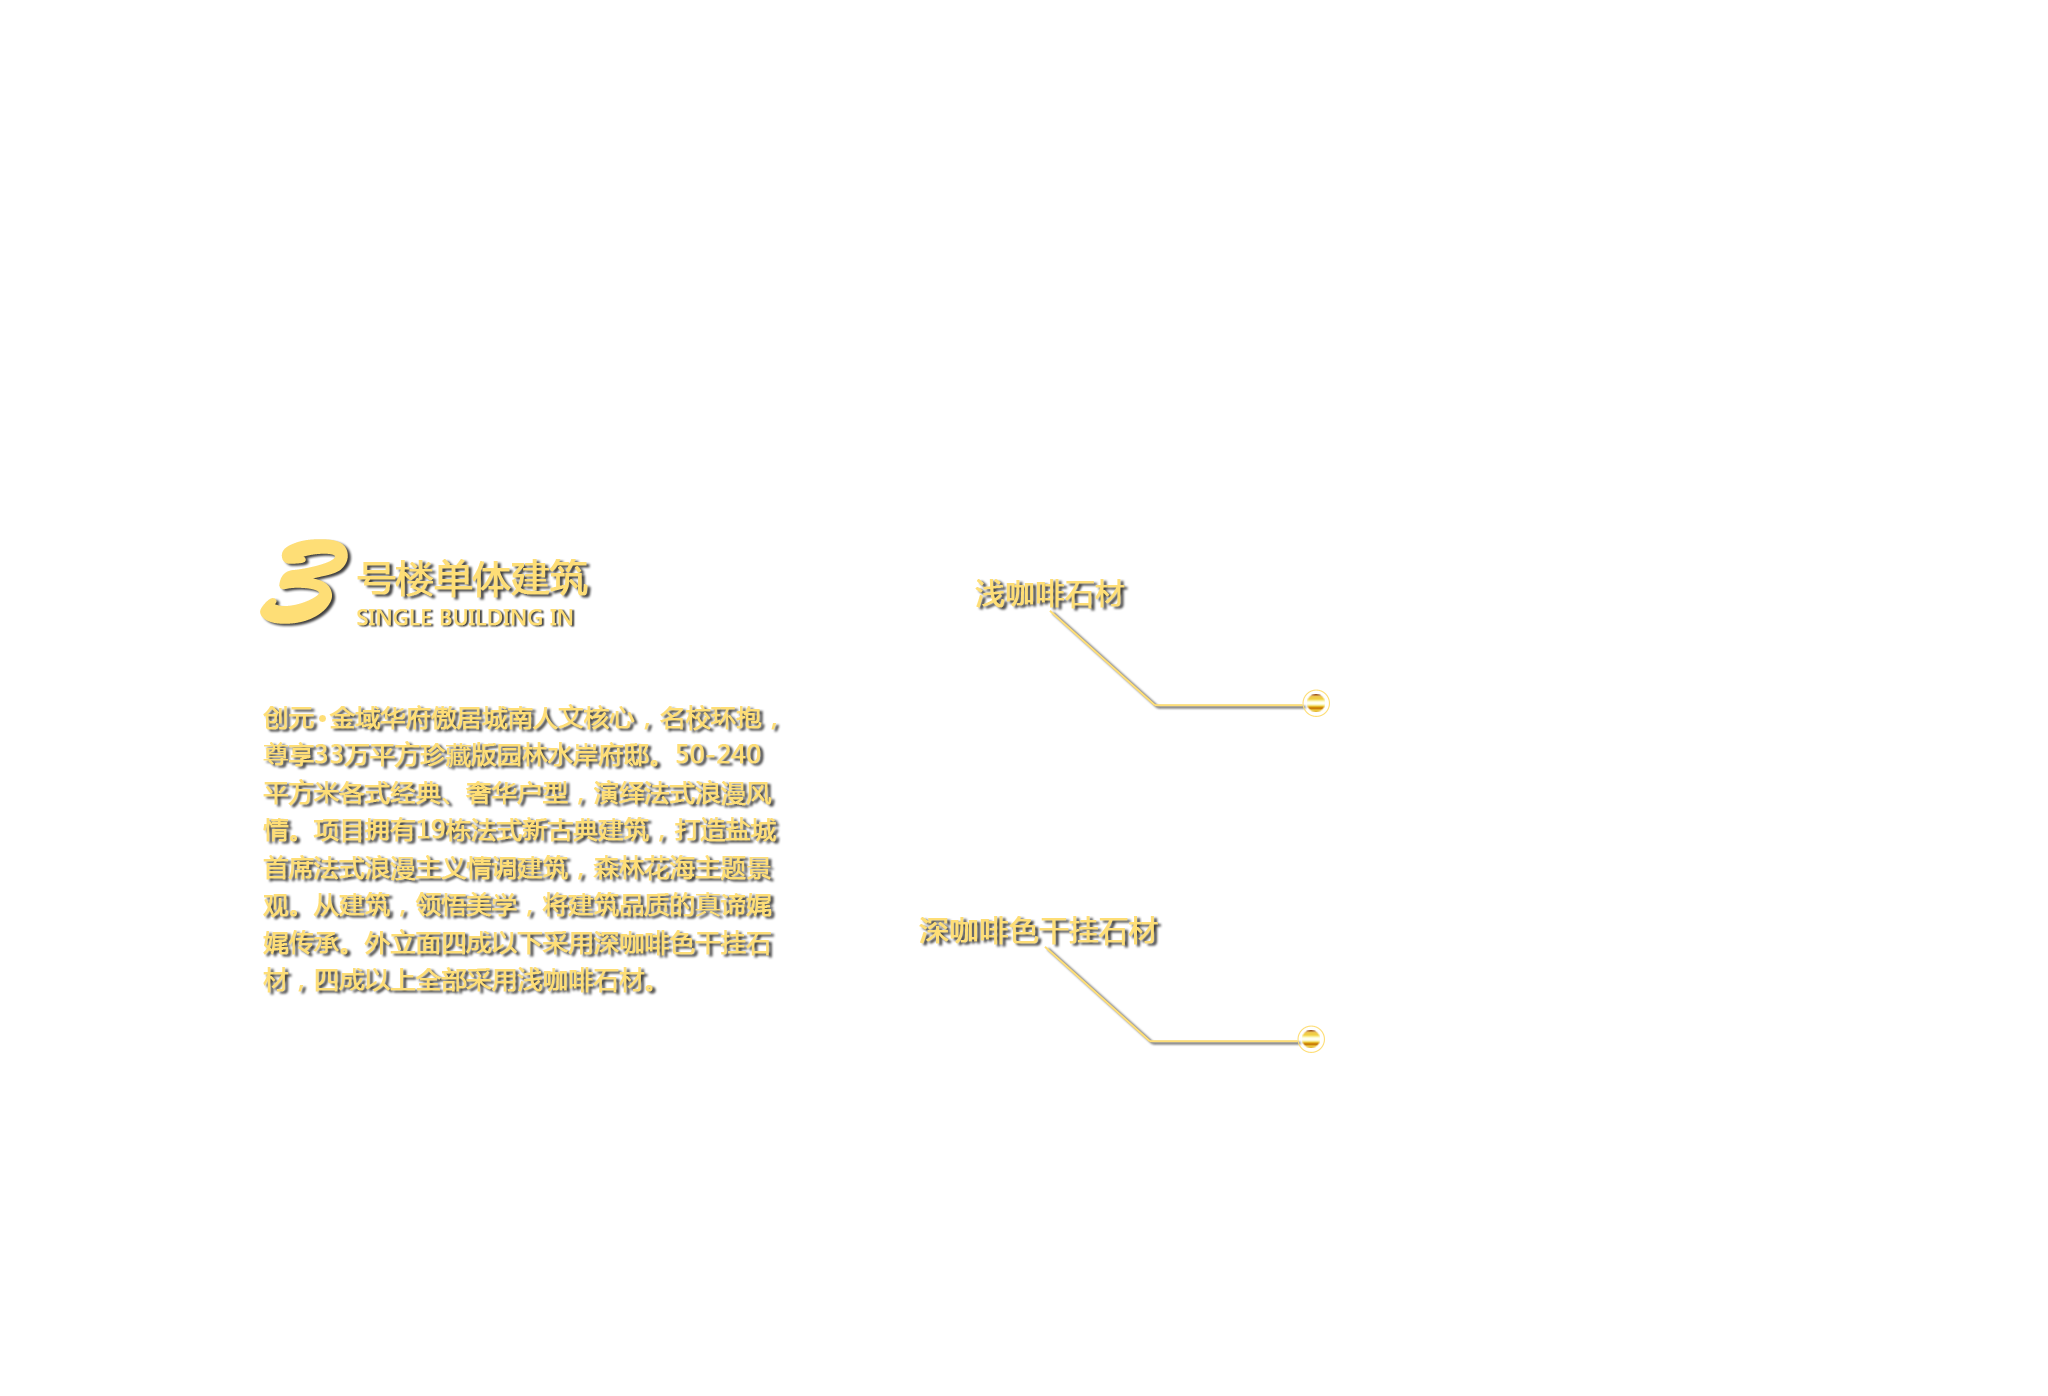 3号楼单体建筑
SINGLE BUILDING IN
创元·金域华府傲居城南人文核心，名校环抱，
尊享33万平方珍藏版园林水岸府邸。50-240
平方米各式经典、奢华户型，演绎法式浪漫风
情。项目拥有19栋法式新古典建筑，打造盐城
首席法式浪漫主义情调建筑，森林花海主题景
观。从建筑，领悟美学，将建筑品质的真谛娓
娓传承。外立面四成以下采用深咖啡色干挂石
材，四成以上全部采用浅咖啡石材。
浅咖啡石材
深咖啡色干挂石材